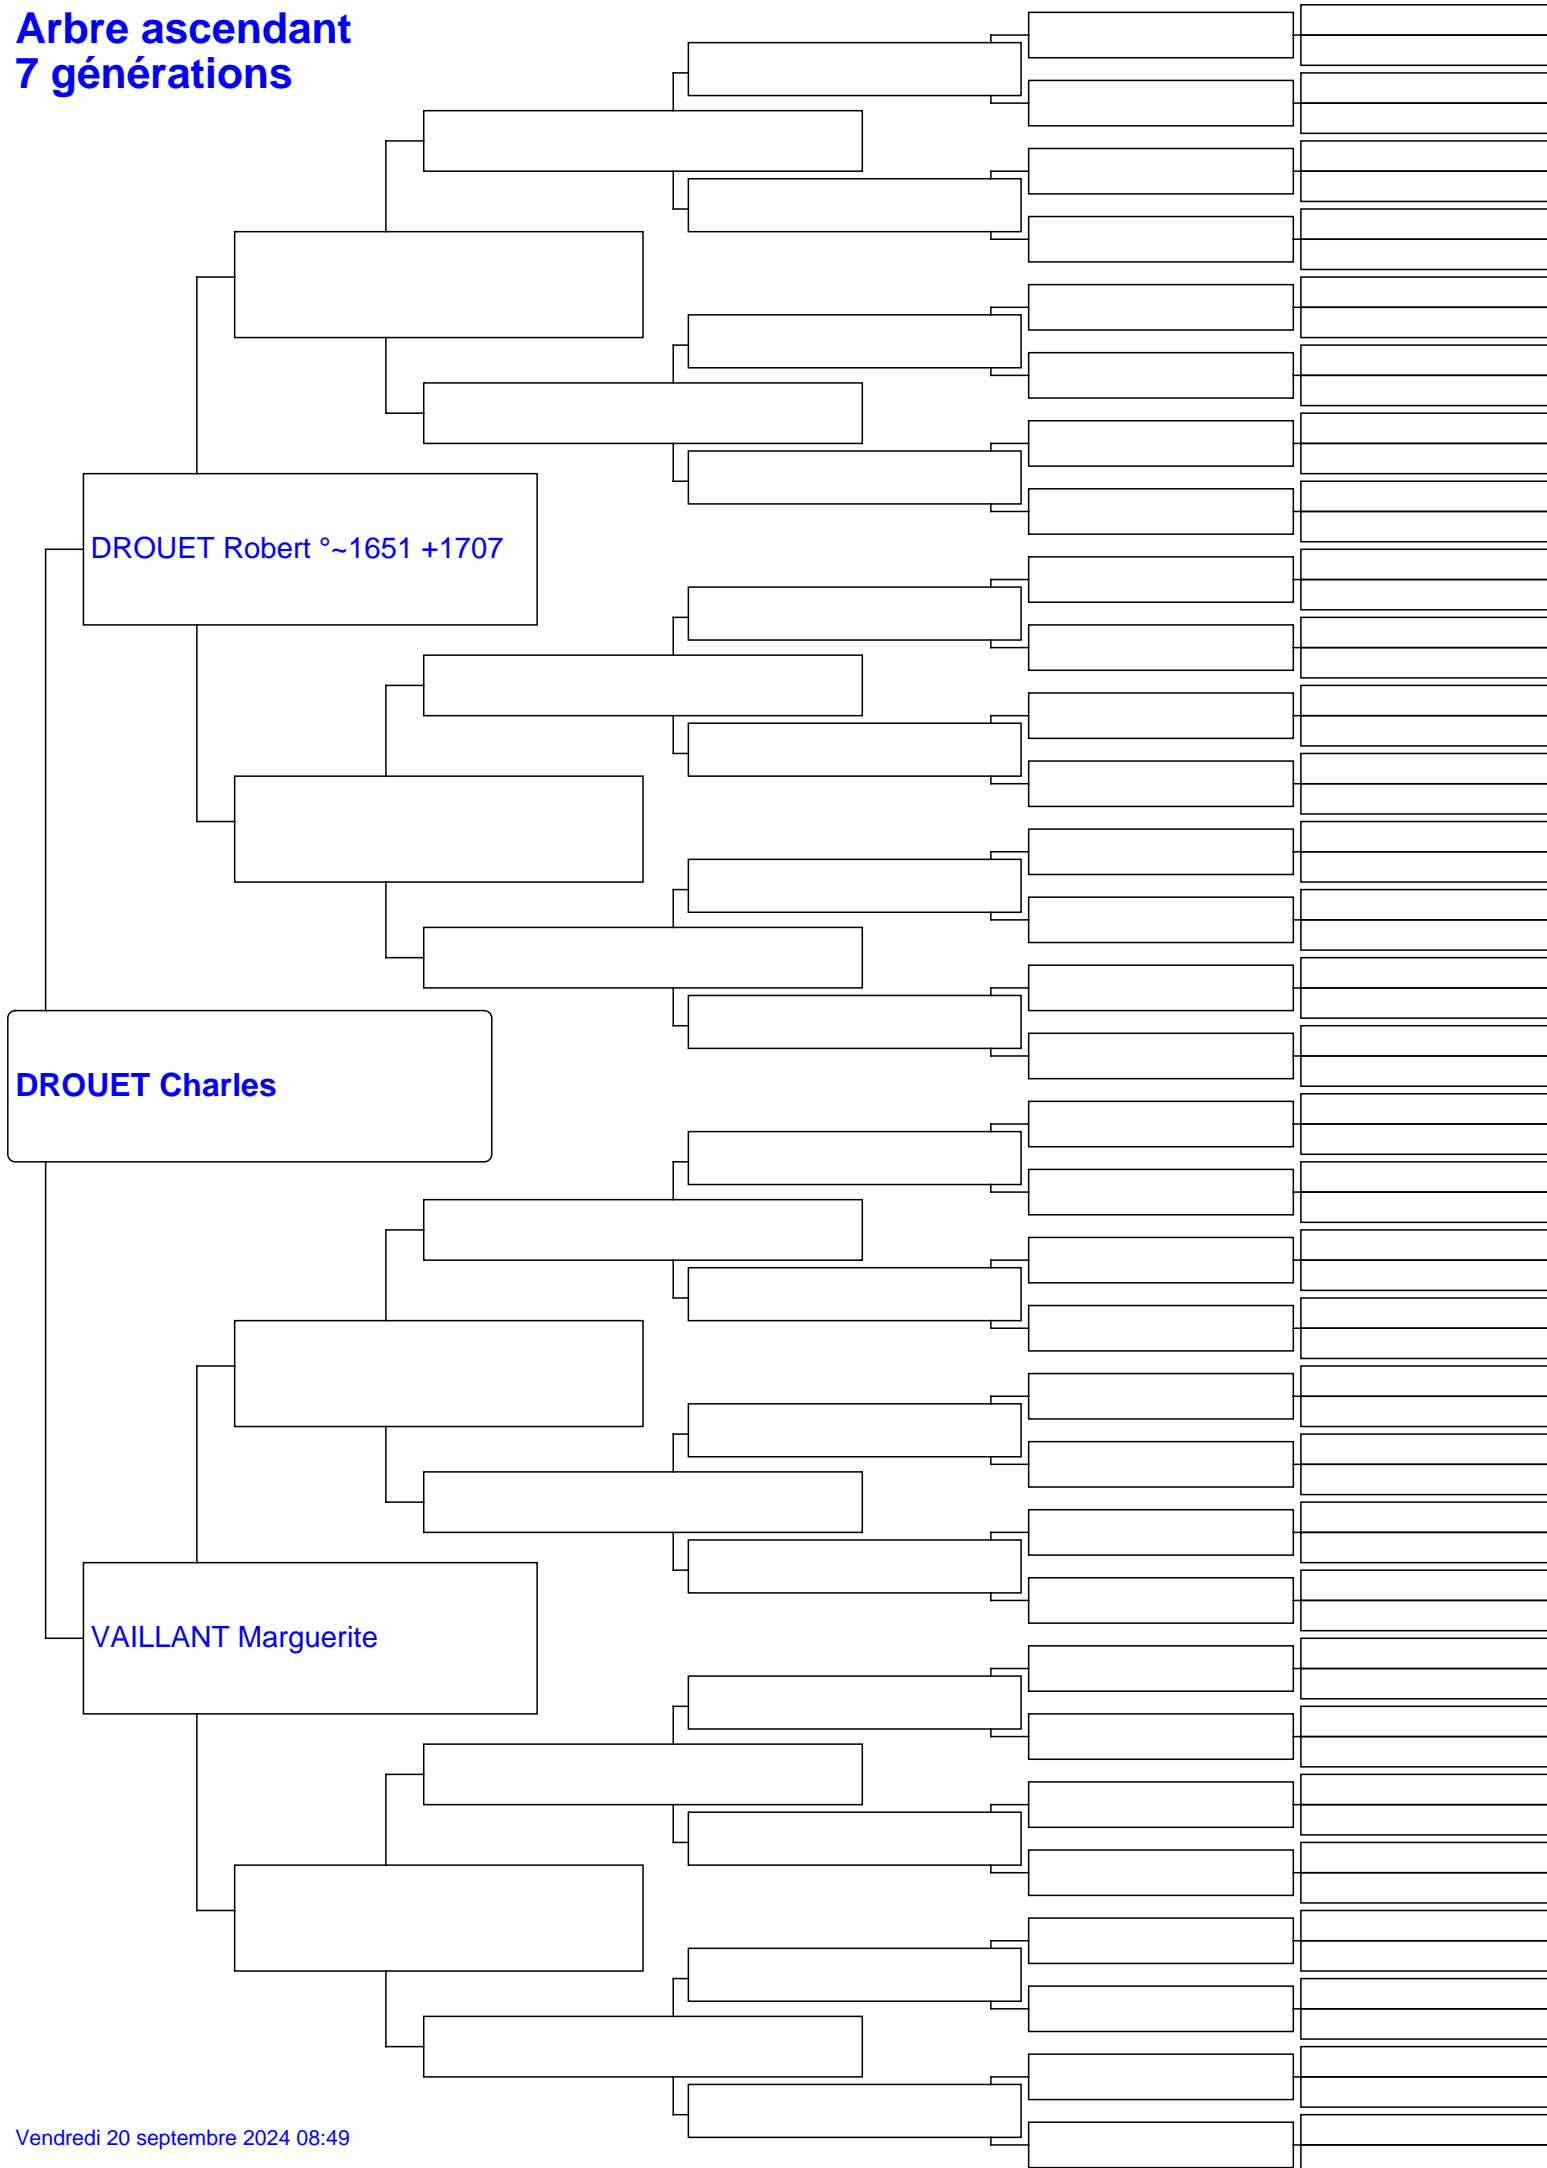 Arbre ascendant
7 générations
DROUET Robert °~1651 +1707
DROUET Charles
VAILLANT Marguerite
Vendredi 20 septembre 2024 08:49